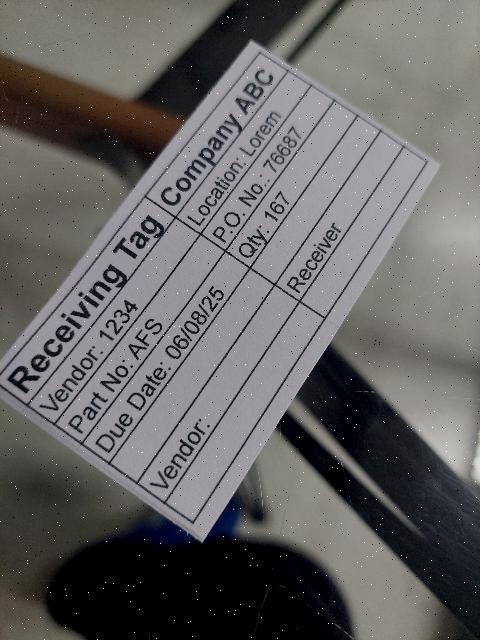 Receiving Tag Company ABC
Vendor: 1234 Location: Lorem
Part No: AFS P.O. No.: 76687
Due Date: 06/08/25 Qty: 167
Vendor: Receiver